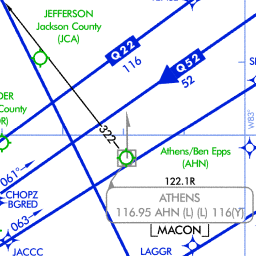 JEFFERSON
Jackson County
(JCA)
Q22
116
Q52
52
DER
County
R)
322
W83°
Athens/Ben Epps
(AHN)
061°
122.1R
CHOPZ
BGRED
ATHENS
116.95 AHN (L) (L) 116(Y)
063
MACON
JACCC
LAGGR